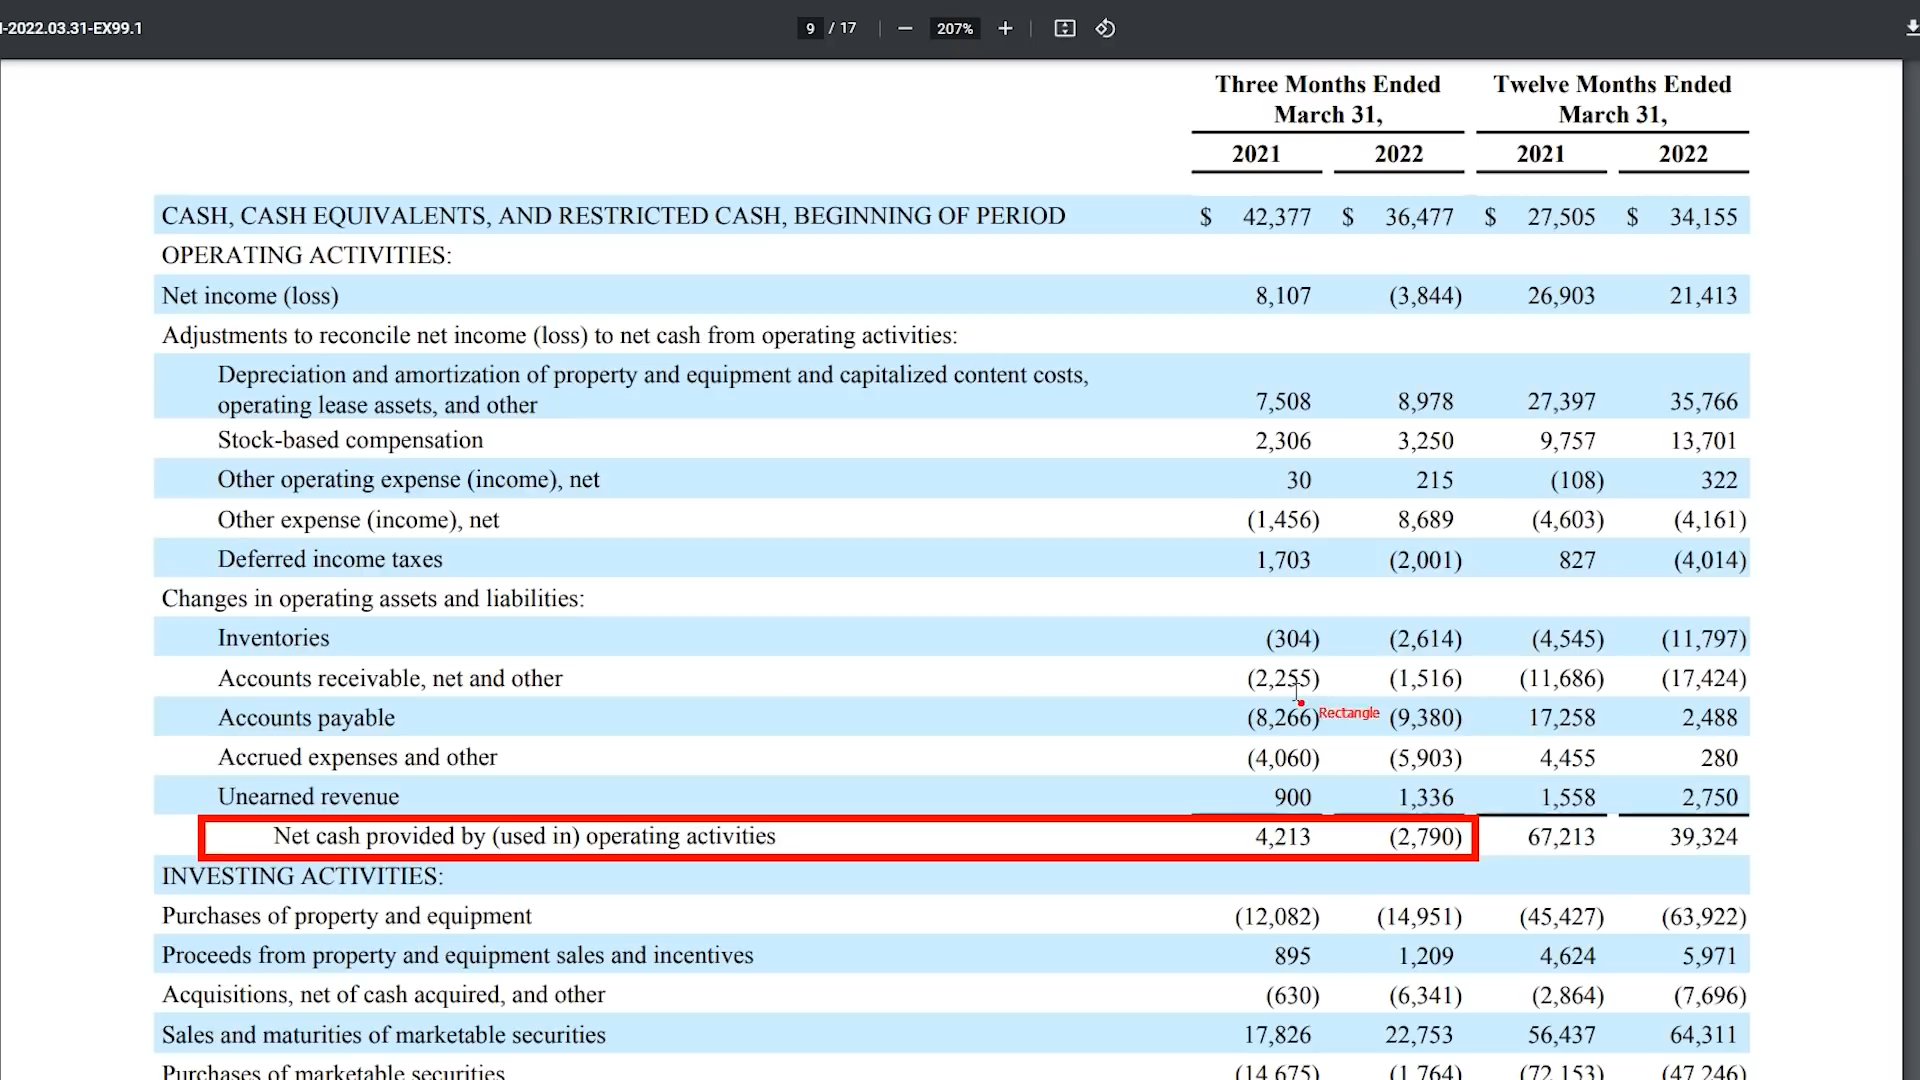 -2022.03.31-EX99.1
9 / 17
207%
Three Months Ended March 31,
Twelve Months Ended March 31,
2021 2022 2021 2022
CASH, CASH EQUIVALENTS, AND RESTRICTED CASH, BEGINNING OF PERIOD $ 42,377 $ 36,477 $ 27,505 $ 34,155
OPERATING ACTIVITIES:
Net income (loss) 8,107 (3,844) 26,903 21,413
Adjustments to reconcile net income (loss) to net cash from operating activities:
Depreciation and amortization of property and equipment and capitalized content costs,
operating lease assets, and other 7,508 8,978 27,397 35,766
Stock-based compensation 2,306 3,250 9,757 13,701
Other operating expense (income), net 30 215 (108) 322
Other expense (income), net (1,456) 8,689 (4,603) (4,161)
Deferred income taxes 1,703 (2,001) 827 (4,014)
Changes in operating assets and liabilities:
Inventories (304) (2,614) (4,545) (11,797)
Accounts receivable, net and other (2,255) (1,516) (11,686) (17,424)
Accounts payable (8,266) Rectangle (9,380) 17,258 2,488
Accrued expenses and other (4,060) (5,903) 4,455 280
Unearned revenue 900 1,336 1,558 2,750
Net cash provided by (used in) operating activities 4,213 (2,790) 67,213 39,324
INVESTING ACTIVITIES:
Purchases of property and equipment (12,082) (14,951) (45,427) (63,922)
Proceeds from property and equipment sales and incentives 895 1,209 4,624 5,971
Acquisitions, net of cash acquired, and other (630) (6,341) (2,864) (7,696)
Sales and maturities of marketable securities 17,826 22,753 56,437 64,311
Purchases of marketable securities (14,675) (1,764) (72,153) (47,246)